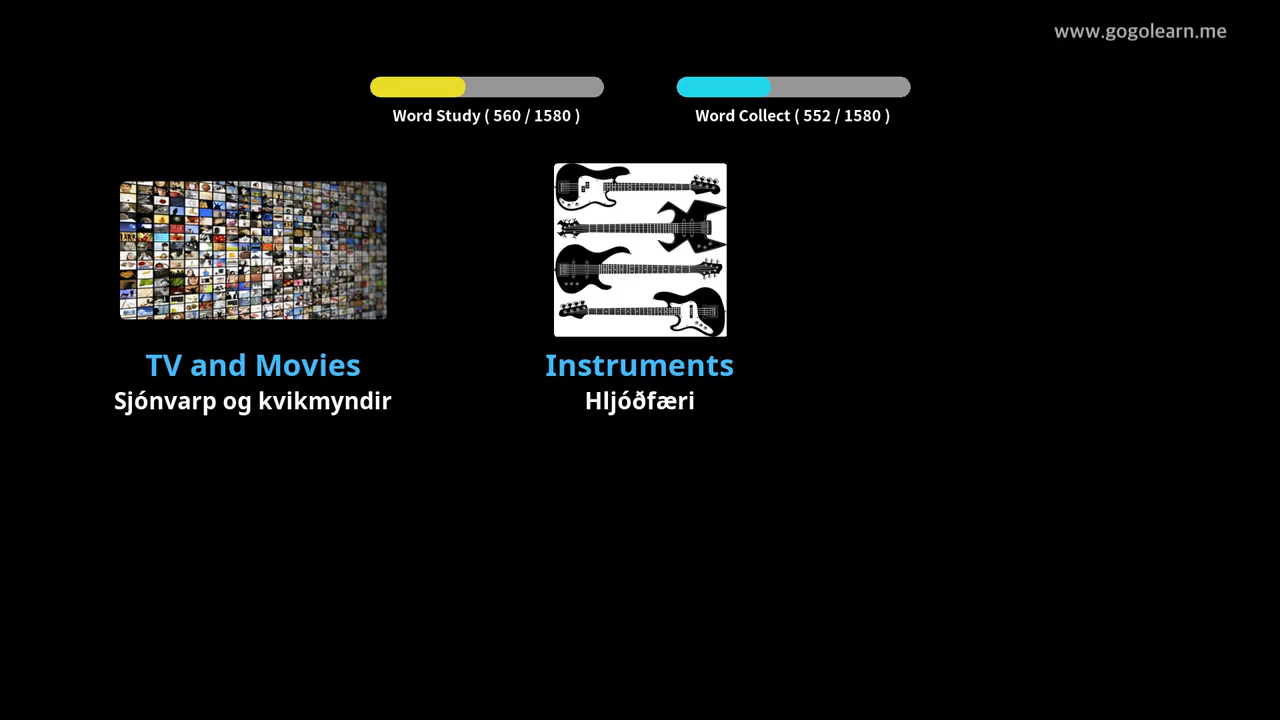 www.gogolearn.me
Word Study ( 560 / 1580 )
Word Collect ( 552 / 1580 )
TV and Movies
Sjónvarp og kvikmyndir
Instruments
Hljóðfæri